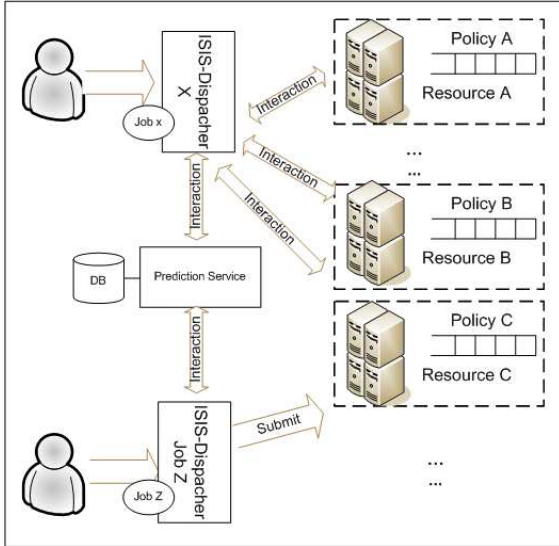 Policy A
Resource A
ISIS-Dispacher
X
Job x
Interaction
...
...
Interaction
Interaction
Interaction
Policy B
Resource B
DB
Prediction Service
Policy C
Resource C
Interaction
ISIS-Dispacher
Job Z
Submit
Job Z
...
...